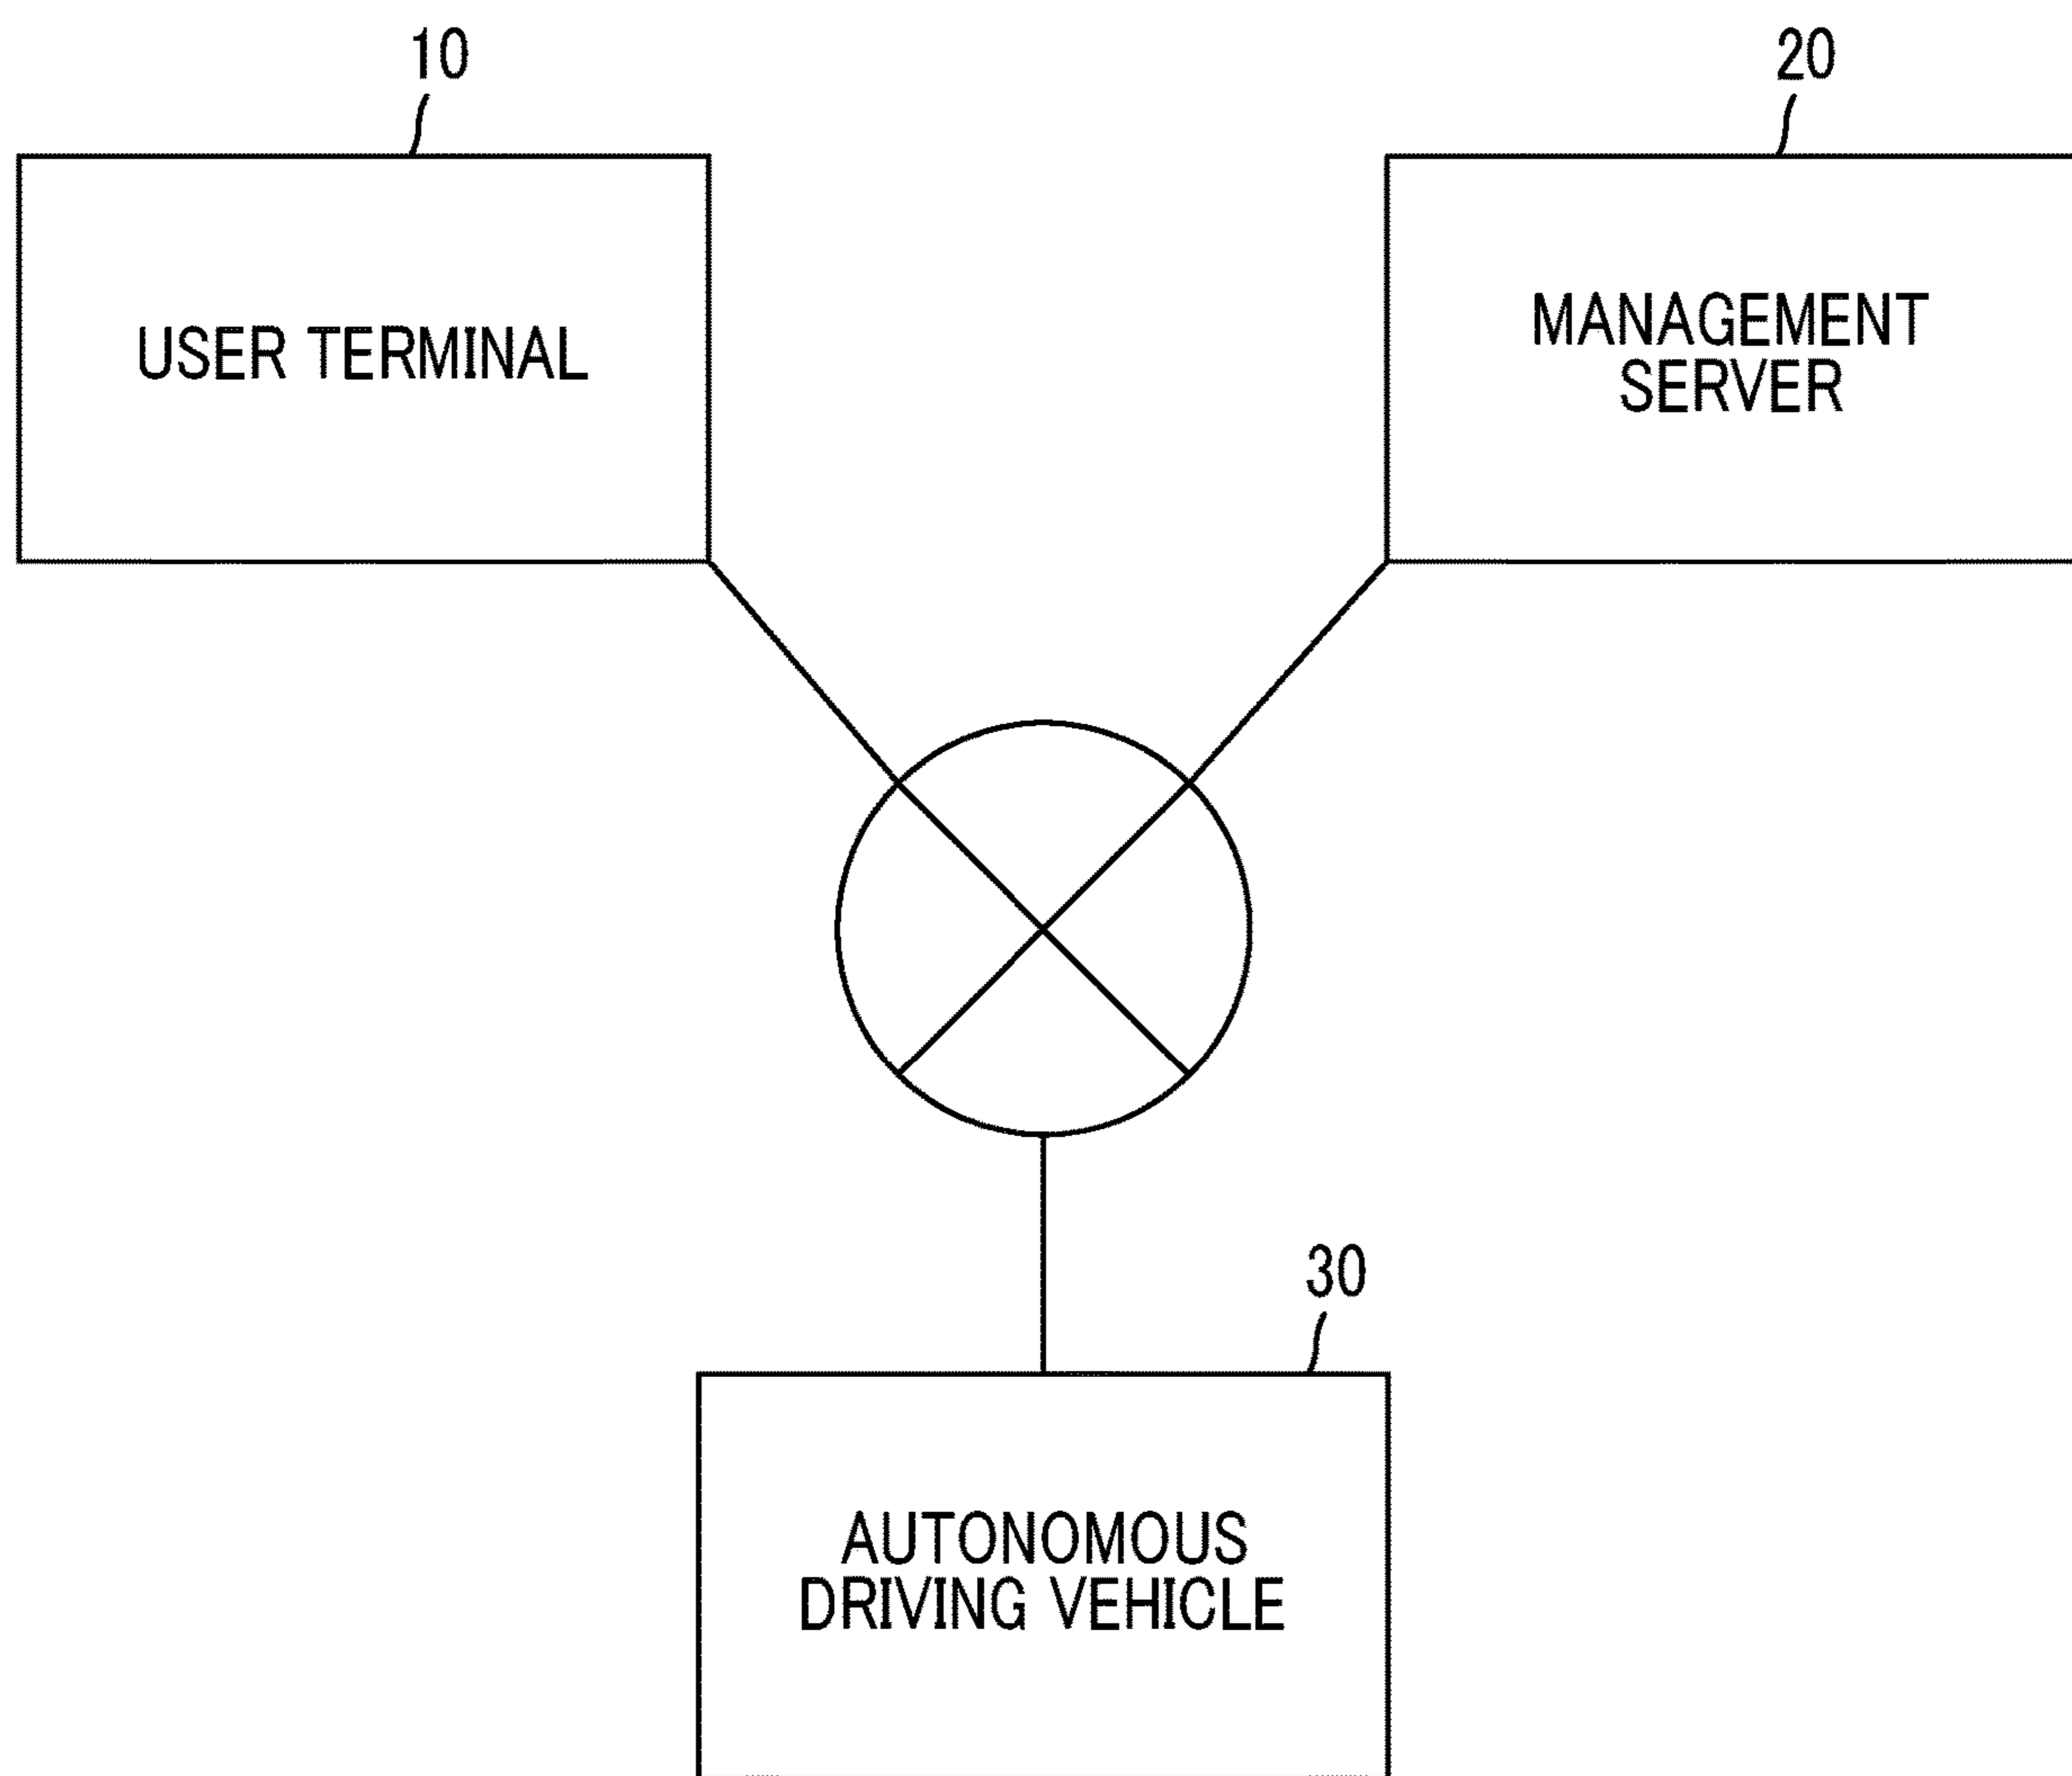 10
20
USER TERMINAL
MANAGEMENT
SERVER
30
AUTONOMOUS
DRIVING VEHICLE